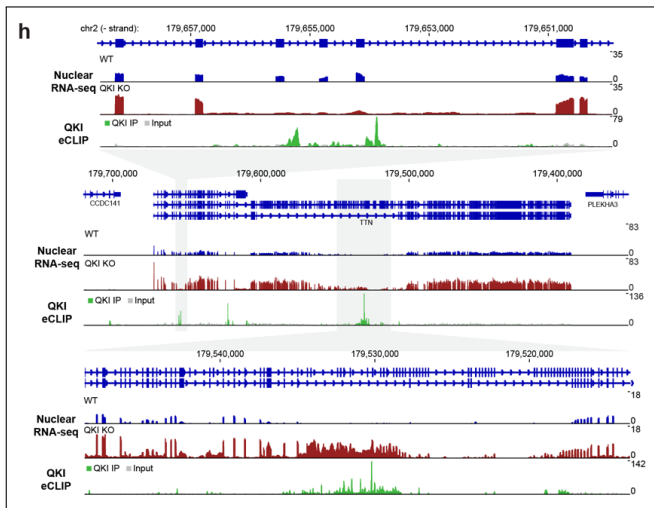 h
chr2 (- strand): 179,657,000 179,655,000 179,653,000 179,651,000
WT
35
Nuclear
RNA-seq
0
QKI KO
35
0
QKI
eCLIP
QKI IP Input
79
0
179,700,000 179,600,000 179,500,000 179,400,000
CCDC141
PLEKHA3
TTN
WT
83
Nuclear
RNA-seq
0
QKI KO
83
0
QKI
eCLIP
QKI IP Input
136
0
179,540,000 179,530,000 179,520,000
WT
18
Nuclear
RNA-seq
0
QKI KO
18
0
QKI
eCLIP
QKI IP Input
142
0